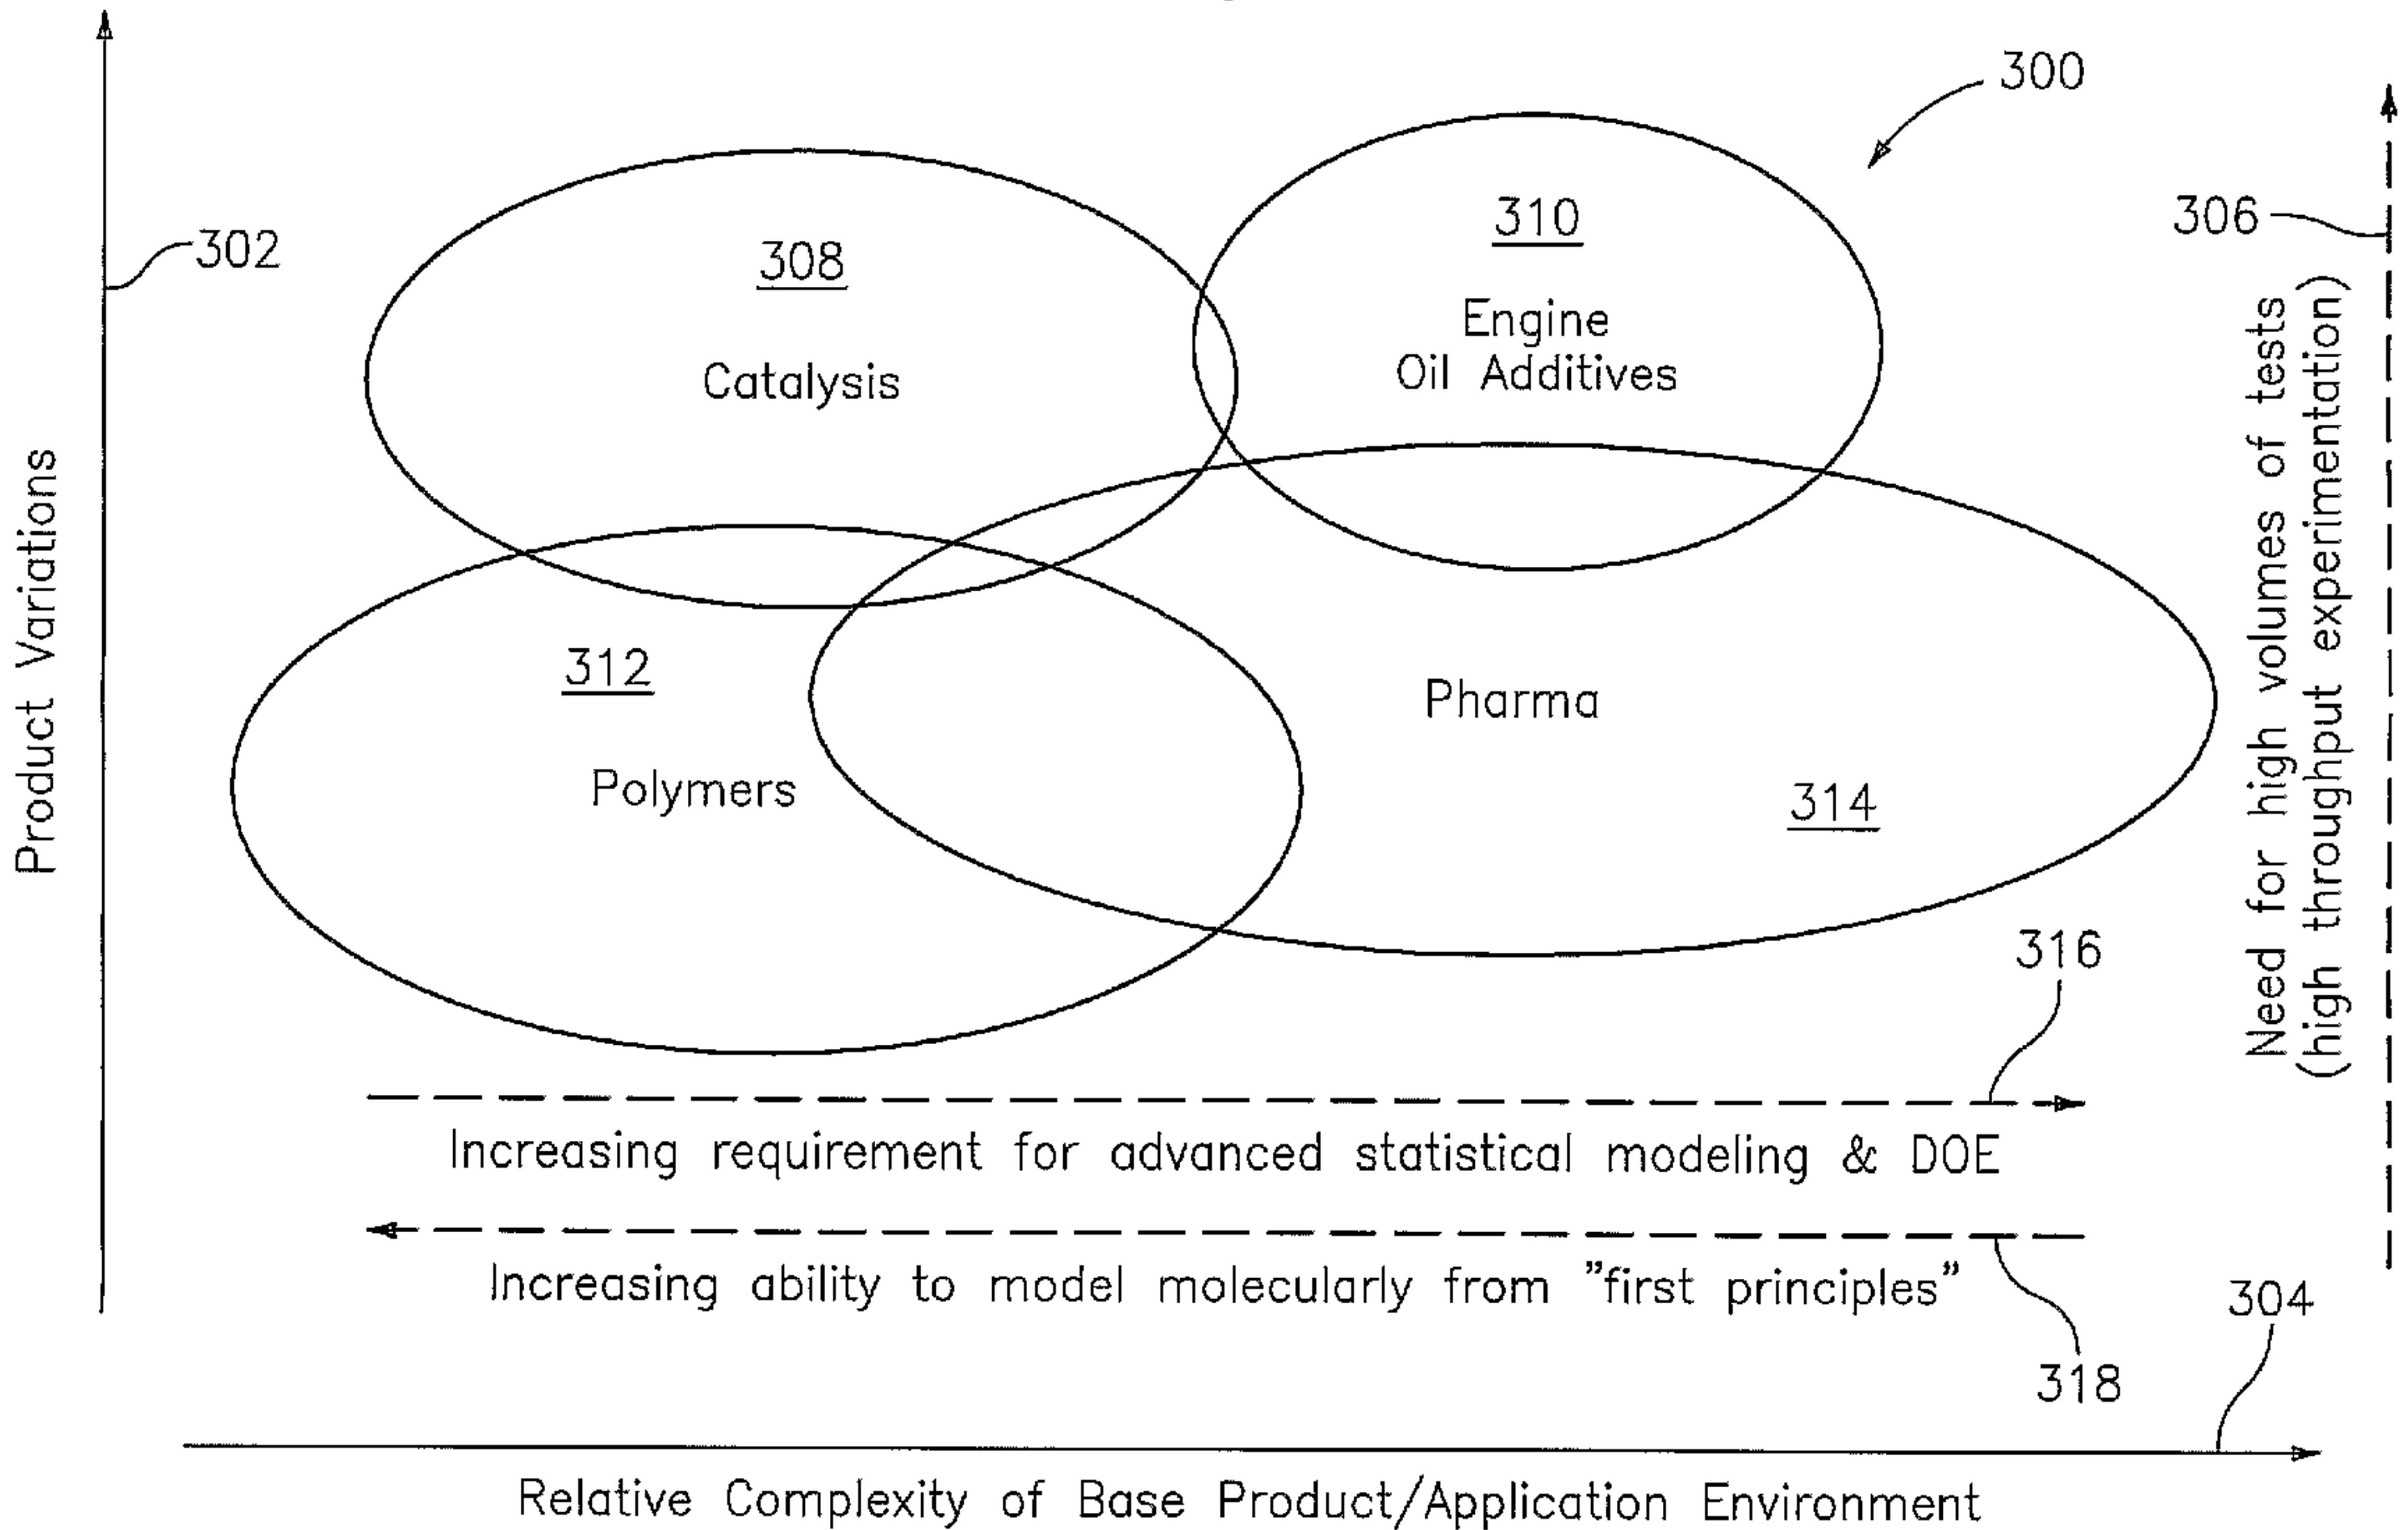 300
310
306
302
308
Engine
Oil Additives
Catalysis
Product Variations
Need for high volumes of tests
(high throughput experimentation)
312
Pharma
Polymers
314
316
Increasing requirement for advanced statistical modeling & DOE
Increasing ability to model molecularly from "first principles"
304
318
Relative Complexity of Base Product/Application Environment